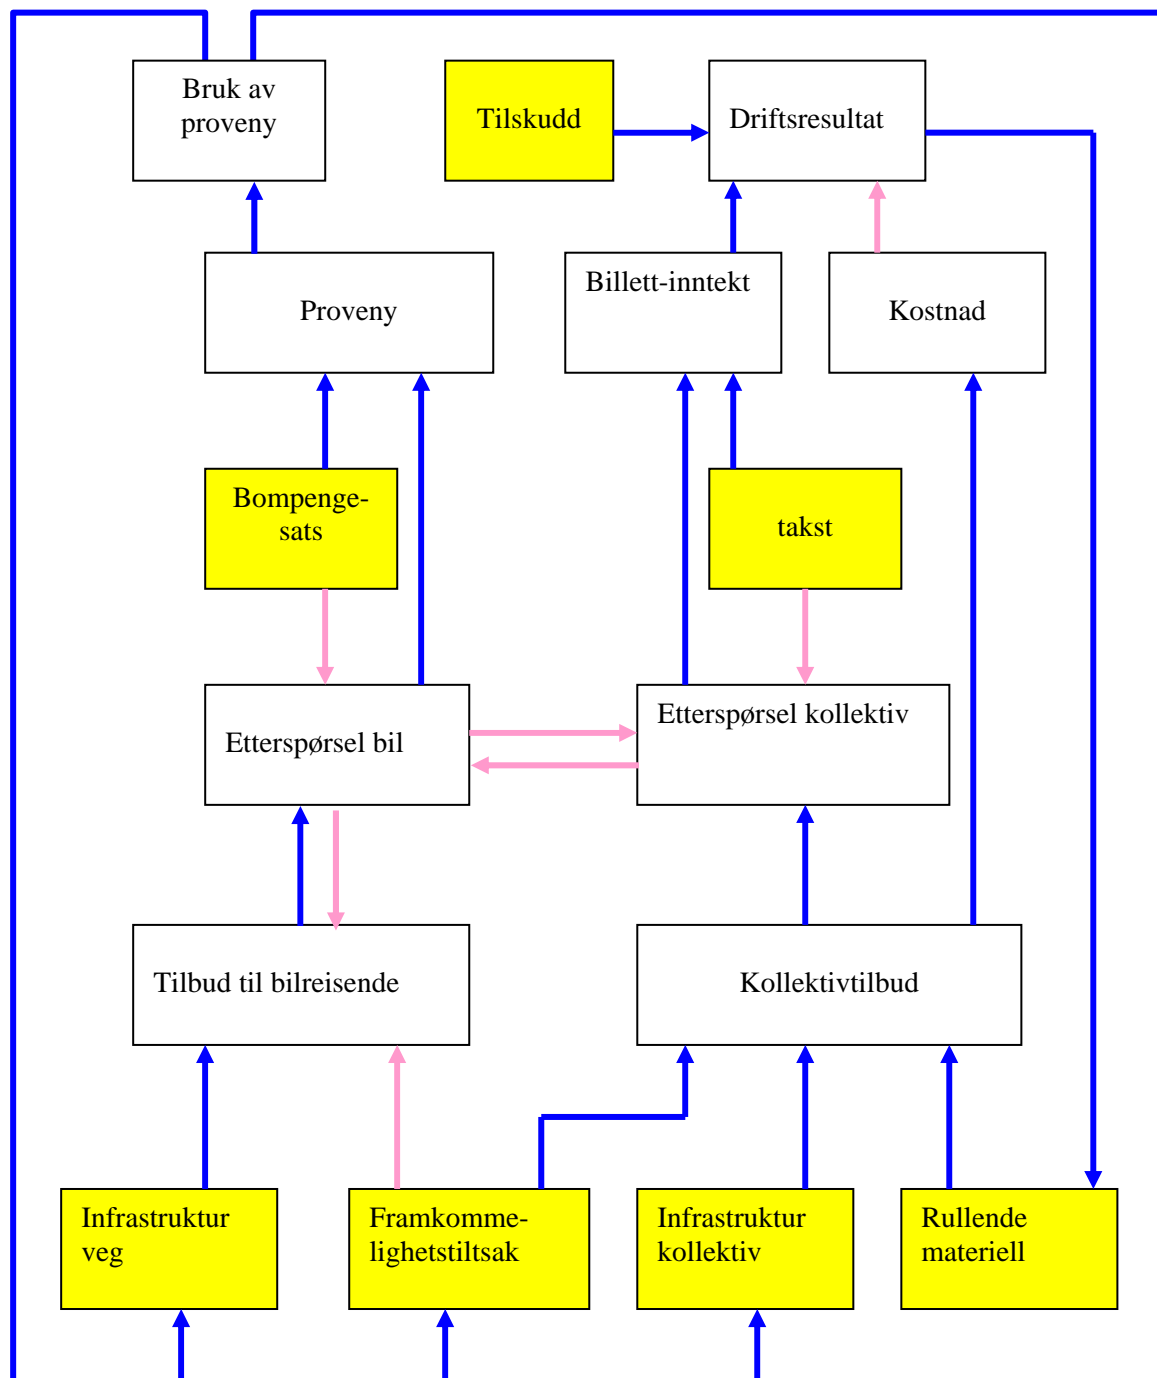 Bruk av
proveny
Tilskudd
Driftsresultat
Proveny
Billett-inntekt
Kostnad
Bompenge-
sats
takst
Etterspørsel bil
Etterspørsel kollektiv
Tilbud til bilreisende
Kollektivtilbud
Infrastruktur
veg
Framkomme-
lighetstiltsak
Infrastruktur
kollektiv
Rullende
materiell